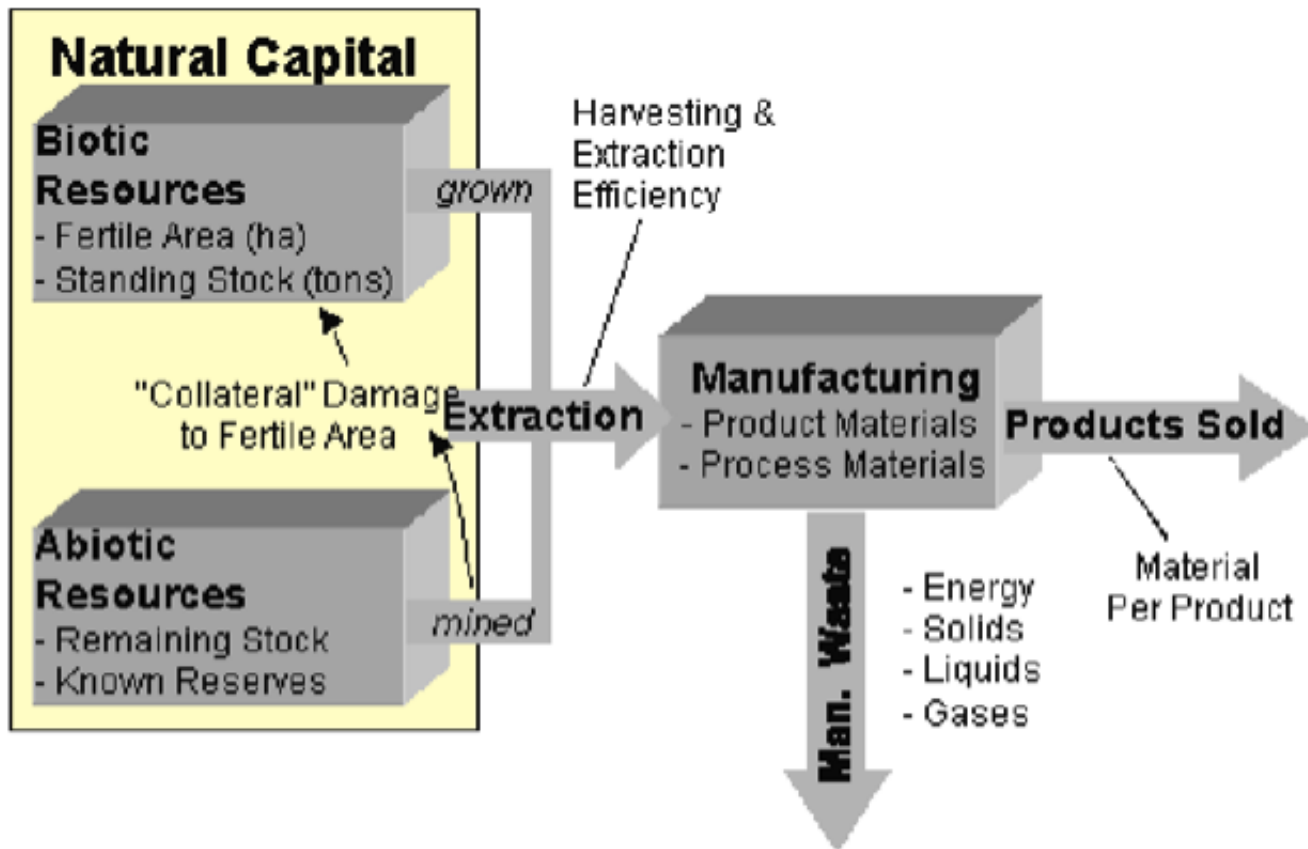 Natural Capital
Biotic
Resources
- Fertile Area (ha)
- Standing Stock (tons)
grown
Harvesting &
Extraction
Efficiency
"Collateral" Damage
to Fertile Area
Extraction
Abiotic
Resources
- Remaining Stock
- Known Reserves
mined
Manufacturing
- Product Materials
- Process Materials
Products Sold
Material
Per Product
Man. Waste
- Energy
- Solids
- Liquids
- Gases